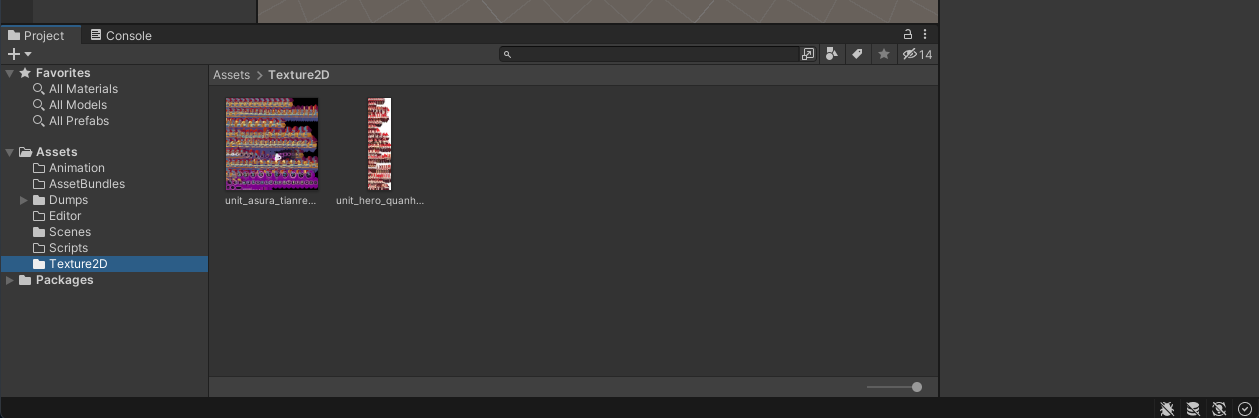 Project
Console
14
Favorites
All Materials
All Models
All Prefabs
Assets
Animation
AssetBundles
Dumps
Editor
Scenes
Scripts
Texture2D
Packages
Assets > Texture2D
unit_asura_tianre...
unit_hero_quanh...